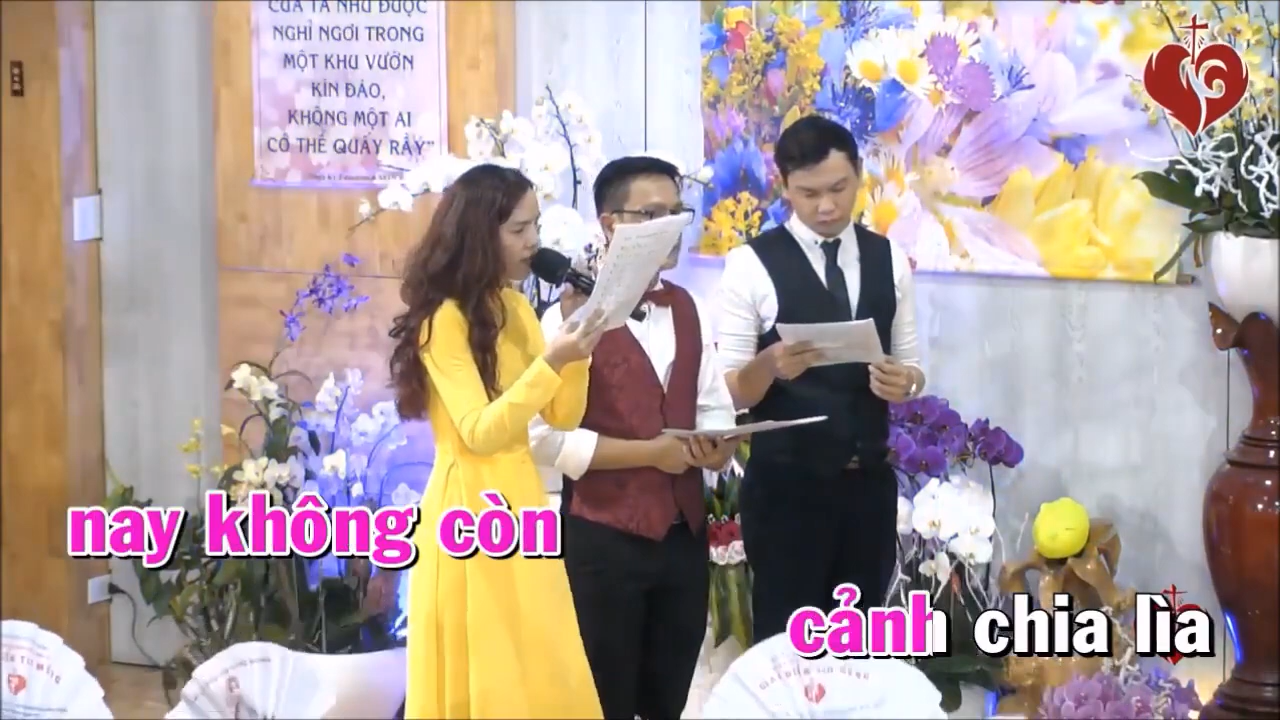 CỦA TA NHƯ ĐƯỢC
NGHỈ NGƠI TRONG
MỘT KHU VƯỜN
KÍN ĐÁO,
KHÔNG MỘT AI
CÓ THỂ QUẤY RẦY”
nay không còn
cảnh chia lìa